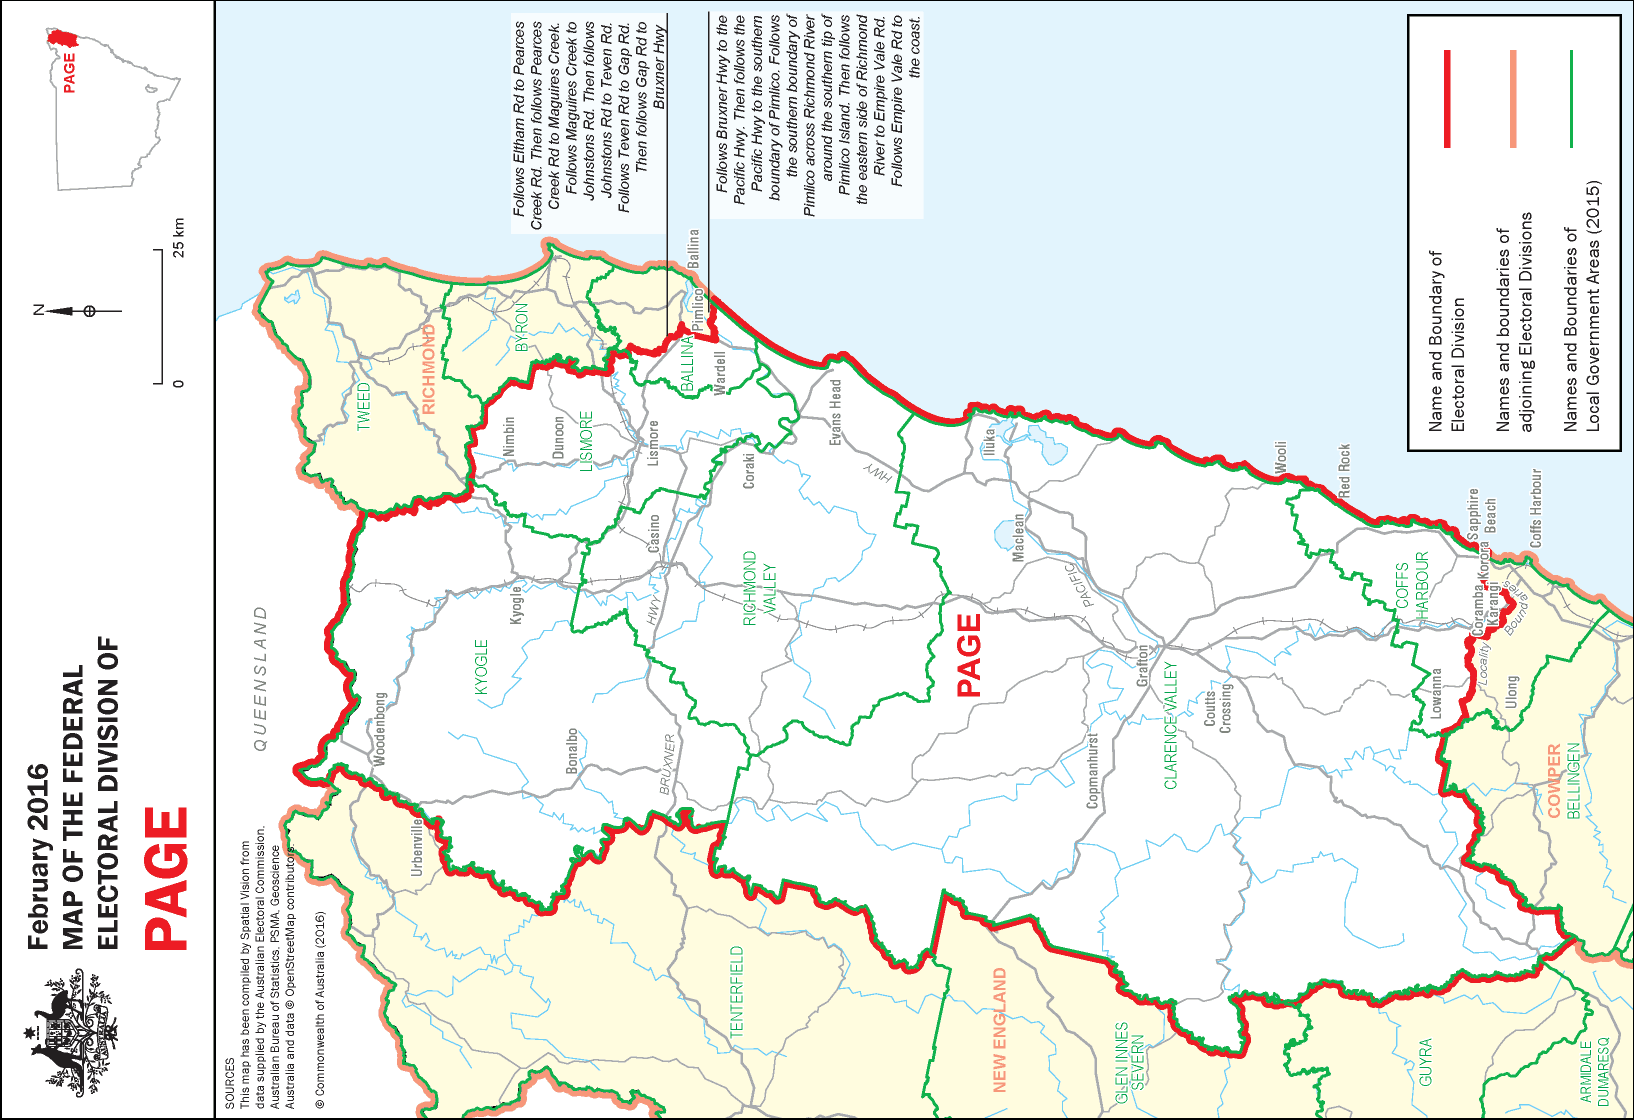 February 2016
MAP OF THE FEDERAL
ELECTORAL DIVISION OF
PAGE
N
0
25 km
PAGE
SOURCES
This map has been compiled by Spatial Vision from
data supplied by the Australian Electoral Commission,
Australian Bureau of Statistics, PSMA, Geoscience
Australia and data © OpenStreetMap contributors
© Commonwealth of Australia (2016)
QUEENSLAND
Follows Eltham Rd to Pearces
Creek Rd. Then follows Pearces
Creek Rd to Maguires Creek.
Follows Maguires Creek to
Johnstons Rd. Then follows
Johnstons Rd to Teven Rd.
Follows Teven Rd to Gap Rd.
Then follows Gap Rd to
Bruxner Hwy
Follows Bruxner Hwy to the
Pacific Hwy. Then follows the
Pacific Hwy to the southern
boundary of Pimlico. Follows
the southern boundary of
Pimlico across Richmond River
around the southern tip of
Pimlico Island. Then follows
the eastern side of Richmond
River to Empire Vale Rd.
Follows Empire Vale Rd to
the coast.
TWEED
RICHMOND
BYRON
Nimbin
Dunoon
LISMORE
Lismore
BALLINA
Pimlico
Ballina
Wardell
Coraki
Evans Head
HWY
Woodenbong
Urbenville
KYOGLE
Kyogle
Bonalbo
Casino
HWY
BRUXNER
RICHMOND
VALLEY
PAGE
Iluka
Maclean
PACIFIC
Grafton
CLARENCE VALLEY
Coutts
Crossing
Copmanhurst
Wooli
Red Rock
COFFS
HARBOUR
Sapphire
Beach
Korora
Coramba
Karangi
Coffs Harbour
Locality
Boundaries
Lowanna
Ulong
COWPER
BELLINGEN
TENTERFIELD
NEW ENGLAND
GLEN INNES
SEVERN
GUYRA
ARMIDALE
DUMARESQ
Name and Boundary of
Electoral Division
Names and boundaries of
adjoining Electoral Divisions
Names and Boundaries of
Local Government Areas (2015)